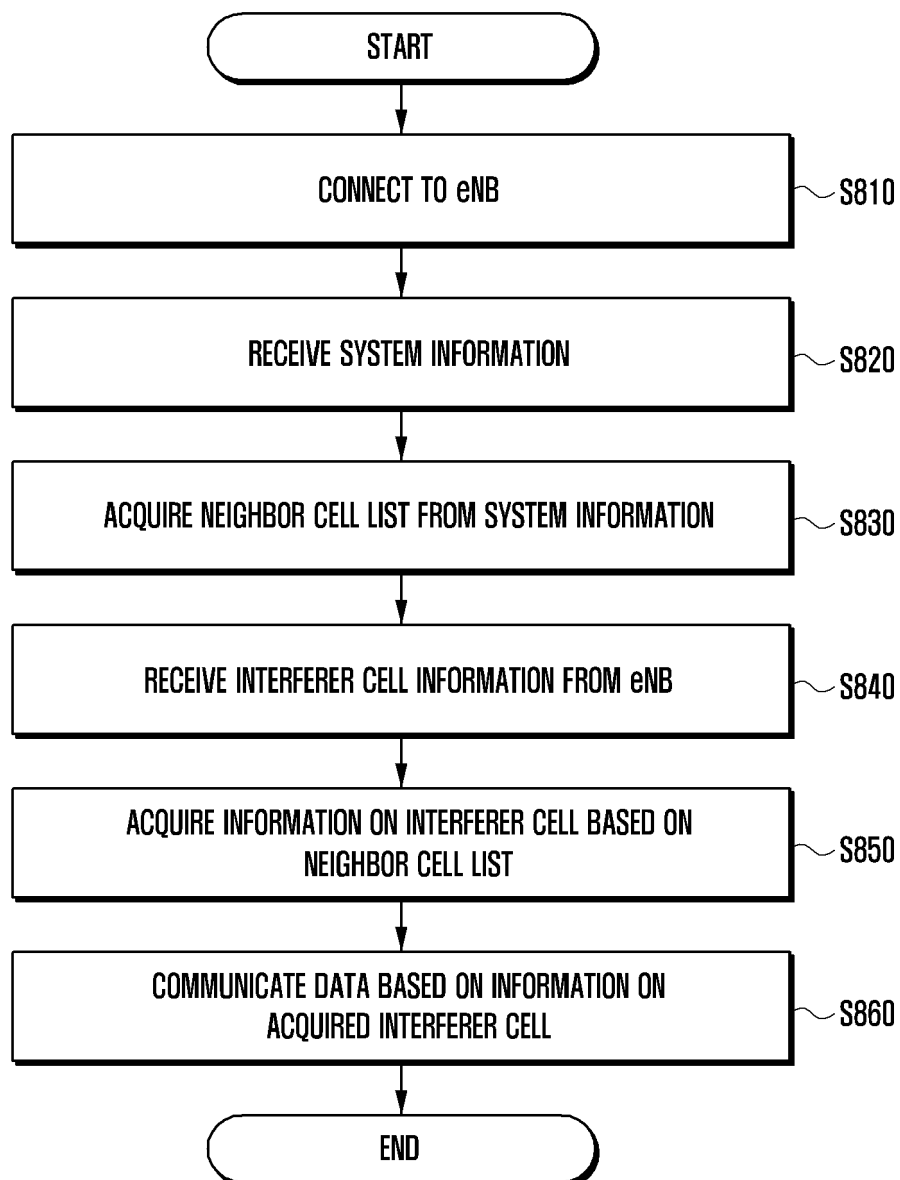 START
CONNECT TO eNB
S810
RECEIVE SYSTEM INFORMATION
S820
ACQUIRE NEIGHBOR CELL LIST FROM SYSTEM INFORMATION
S830
RECEIVE INTERFERER CELL INFORMATION FROM eNB
S840
ACQUIRE INFORMATION ON INTERFERER CELL BASED ON
NEIGHBOR CELL LIST
S850
COMMUNICATE DATA BASED ON INFORMATION ON
ACQUIRED INTERFERER CELL
S860
END